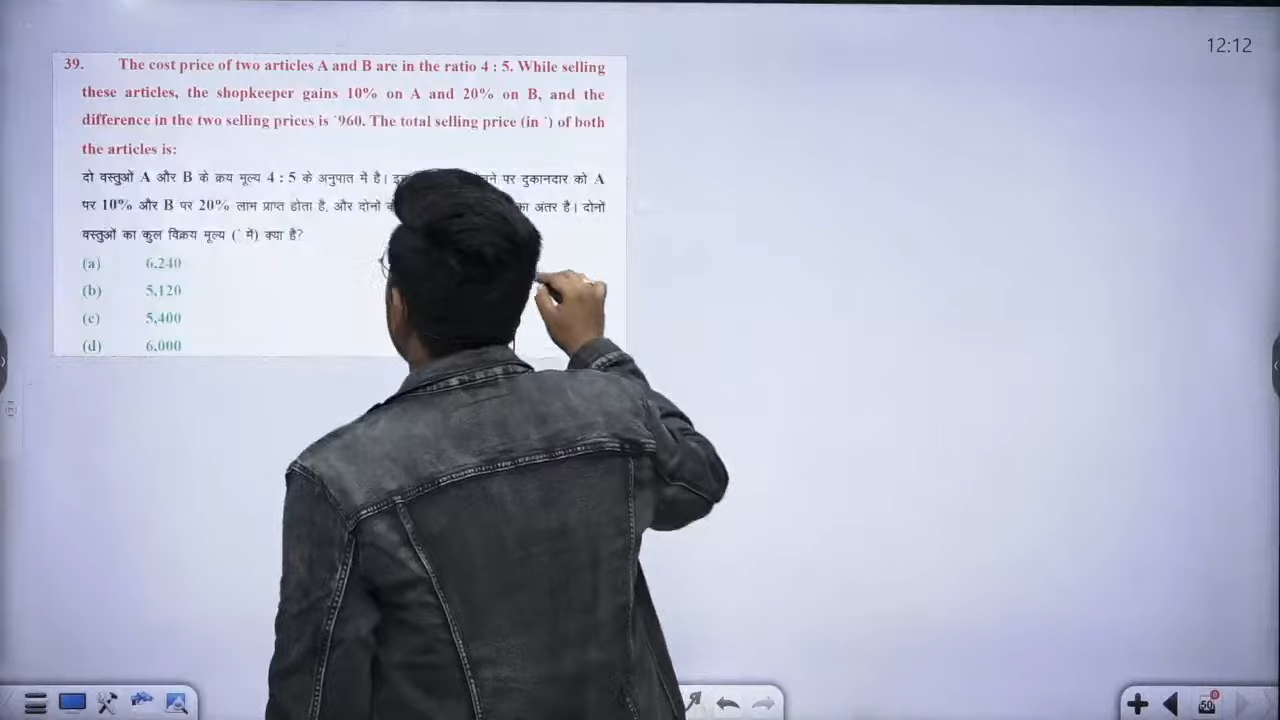 12:12
39. The cost price of two articles A and B are in the ratio 4 : 5. While selling
these articles, the shopkeeper gains 10% on A and 20% on B, and the
difference in the two selling prices is `960. The total selling price (in `) of both
the articles is:
दो वस्तुओं A और B के क्रय मूल्य 4 : 5 के अनुपात में है। पर दुकानदार को A
पर 10% और B पर 20% लाभ प्राप्त होता है, और दोनों का अंतर है। दोनों
वस्तुओं का कुल विक्रय मूल्य (` में) क्या है?
(a) 6,240
(b) 5,120
(c) 5,400
(d) 6,000
50